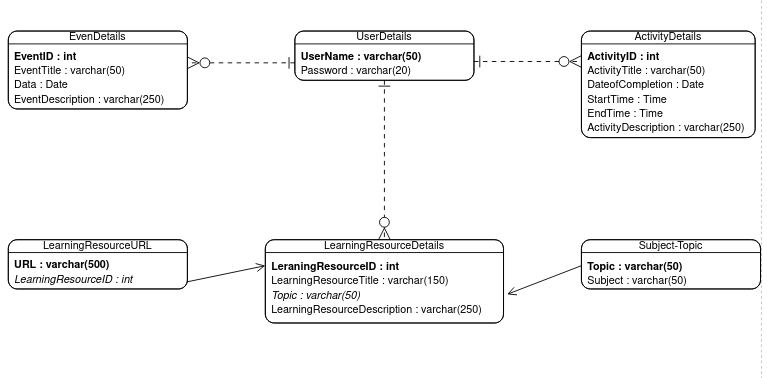 EvenDetails
EventID : int
EventTitle : varchar(50)
Data : Date
EventDescription : varchar(250)
UserDetails
UserName : varchar(50)
Password : varchar(20)
ActivityDetails
ActivityID : int
ActivityTitle : varchar(50)
DateofCompletion : Date
StartTime : Time
EndTime : Time
ActivityDescription : varchar(250)
LearningResourceURL
URL : varchar(500)
LearningResourceID : int
LearningResourceDetails
LeraningResourceID : int
LearningResourceTitle : varchar(150)
Topic : varchar(50)
LearningResourceDescription : varchar(250)
Subject-Topic
Topic : varchar(50)
Subject : varchar(50)